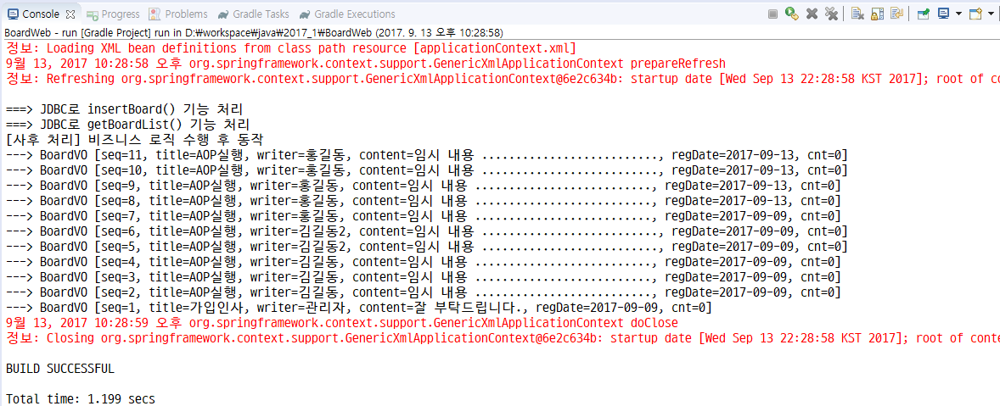 Console Progress Problems Gradle Tasks Gradle Executions
BoardWeb - run [Gradle Project] run in D:₩workspace₩java₩2017_1₩BoardWeb (2017. 9. 13 오후 10:28:58)
정보: Loading XML bean definitions from class path resource [applicationContext.xml]
9월 13, 2017 10:28:58 오후 org.springframework.context.support.GenericXmlApplicationContext prepareRefresh
정보: Refreshing org.springframework.context.support.GenericXmlApplicationContext@6e2c634b: startup date [Wed Sep 13 22:28:58 KST 2017]; root of co
===> JDBC로 insertBoard() 기능 처리
===> JDBC로 getBoardList() 기능 처리
[사후 처리] 비즈니스 로직 수행 후 동작
---> BoardVO [seq=11, title=AOP실행, writer=홍길동, content=임시 내용 .........................., regDate=2017-09-13, cnt=0]
---> BoardVO [seq=10, title=AOP실행, writer=홍길동, content=임시 내용 .........................., regDate=2017-09-13, cnt=0]
---> BoardVO [seq=9, title=AOP실행, writer=홍길동, content=임시 내용 .........................., regDate=2017-09-13, cnt=0]
---> BoardVO [seq=8, title=AOP실행, writer=홍길동, content=임시 내용 .........................., regDate=2017-09-13, cnt=0]
---> BoardVO [seq=7, title=AOP실행, writer=홍길동, content=임시 내용 .........................., regDate=2017-09-09, cnt=0]
---> BoardVO [seq=6, title=AOP실행, writer=김길동2, content=임시 내용 .........................., regDate=2017-09-09, cnt=0]
---> BoardVO [seq=5, title=AOP실행, writer=김길동2, content=임시 내용 .........................., regDate=2017-09-09, cnt=0]
---> BoardVO [seq=4, title=AOP실행, writer=김길동, content=임시 내용 .........................., regDate=2017-09-09, cnt=0]
---> BoardVO [seq=3, title=AOP실행, writer=김길동, content=임시 내용 .........................., regDate=2017-09-09, cnt=0]
---> BoardVO [seq=2, title=AOP실행, writer=김길동, content=임시 내용 .........................., regDate=2017-09-09, cnt=0]
---> BoardVO [seq=1, title=가입인사, writer=관리자, content=잘 부탁드립니다., regDate=2017-09-09, cnt=0]
9월 13, 2017 10:28:59 오후 org.springframework.context.support.GenericXmlApplicationContext doClose
정보: Closing org.springframework.context.support.GenericXmlApplicationContext@6e2c634b: startup date [Wed Sep 13 22:28:58 KST 2017]; root of conte
BUILD SUCCESSFUL
Total time: 1.199 secs